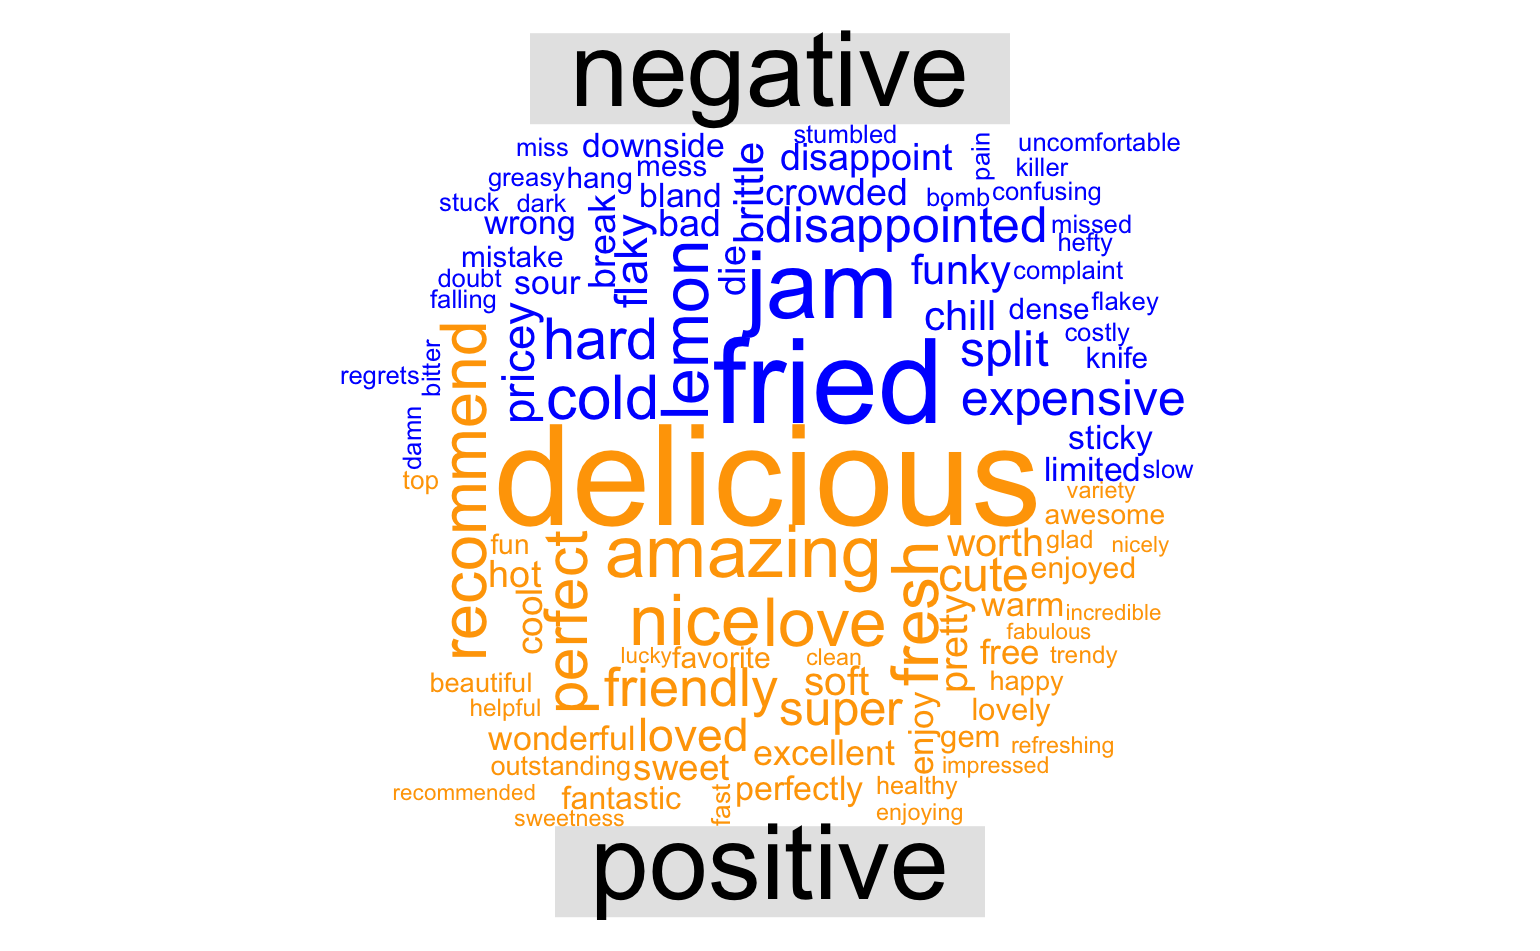 negative
stumbled
miss downside disappoint pain uncomfortable
greasy hang mess brittle killer
stuck dark bland crowded bomb confusing
wrong break flaky bad disappointed missed
hefty
mistake lemon die jam funky complaint
doubt sour
falling chill dense flakey
pricey hard split costly
bitter fried knife
regrets cold expensive
damn sticky
limited slow
recommend delicious
top variety
awesome
fun perfect amazing fresh worth glad nicely
hot cute enjoyed
cool nice love pretty warm incredible
fabulous
lucky favorite clean free trendy
beautiful friendly soft happy
helpful super lovely
wonderful loved excellent enjoy gem refreshing
outstanding sweet impressed
recommended fantastic fast perfectly healthy
sweetness enjoying
positive